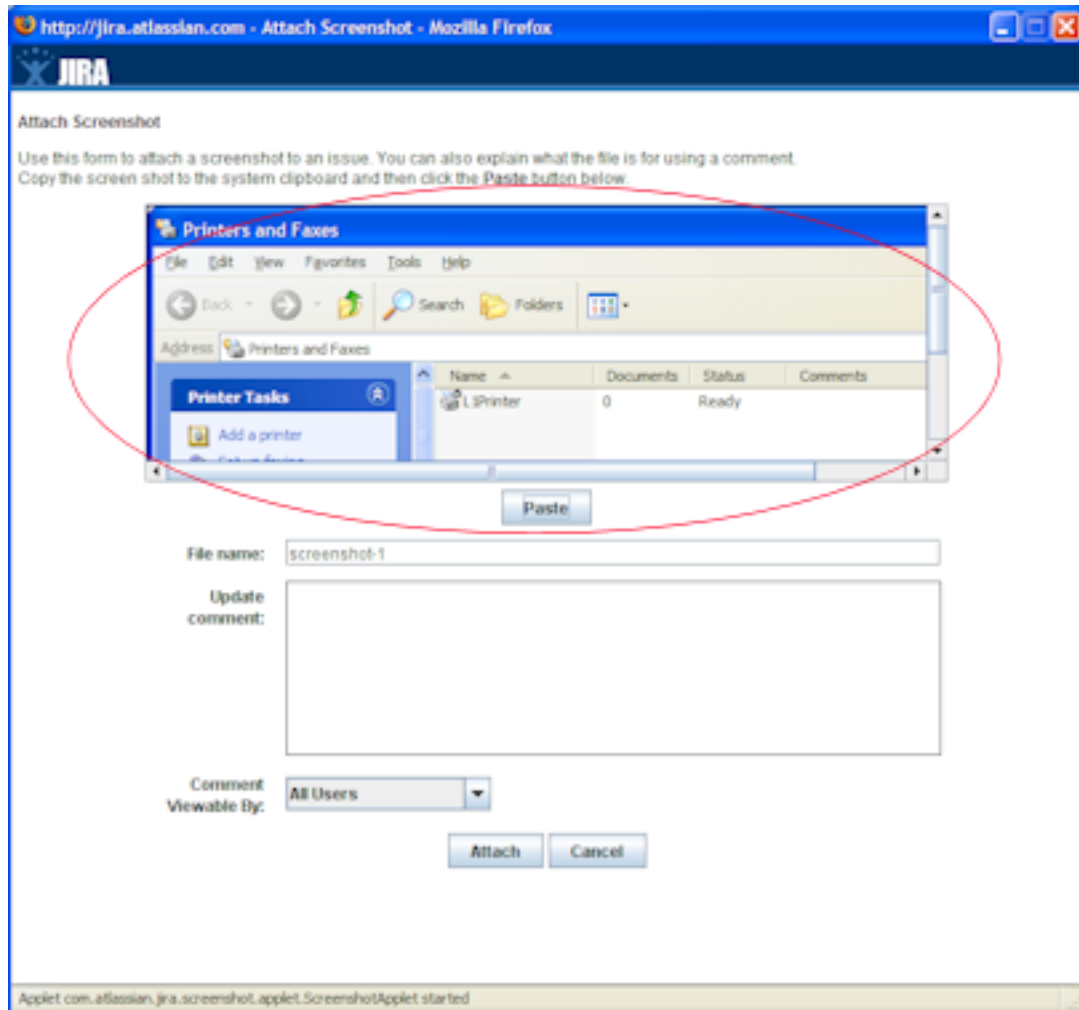 http://jira.atlassian.com - Attach Screenshot - Mozilla Firefox
JIRA
Attach Screenshot
Use this form to attach a screenshot to an issue. You can also explain what the file is for using a comment.
Copy the screen shot to the system clipboard and then click the Paste button below.
Printers and Faxes
File Edit View Favorites Tools Help
Back Search Folders
Address Printers and Faxes
Name Documents Status Comments
Printer Tasks
L1Printer 0 Ready
Add a printer
Paste
File name: screenshot-1
Update
comment:
Comment
Viewable By: All Users
Attach Cancel
Applet com.atlassian.jira.screenshot.applet.ScreenshotApplet started